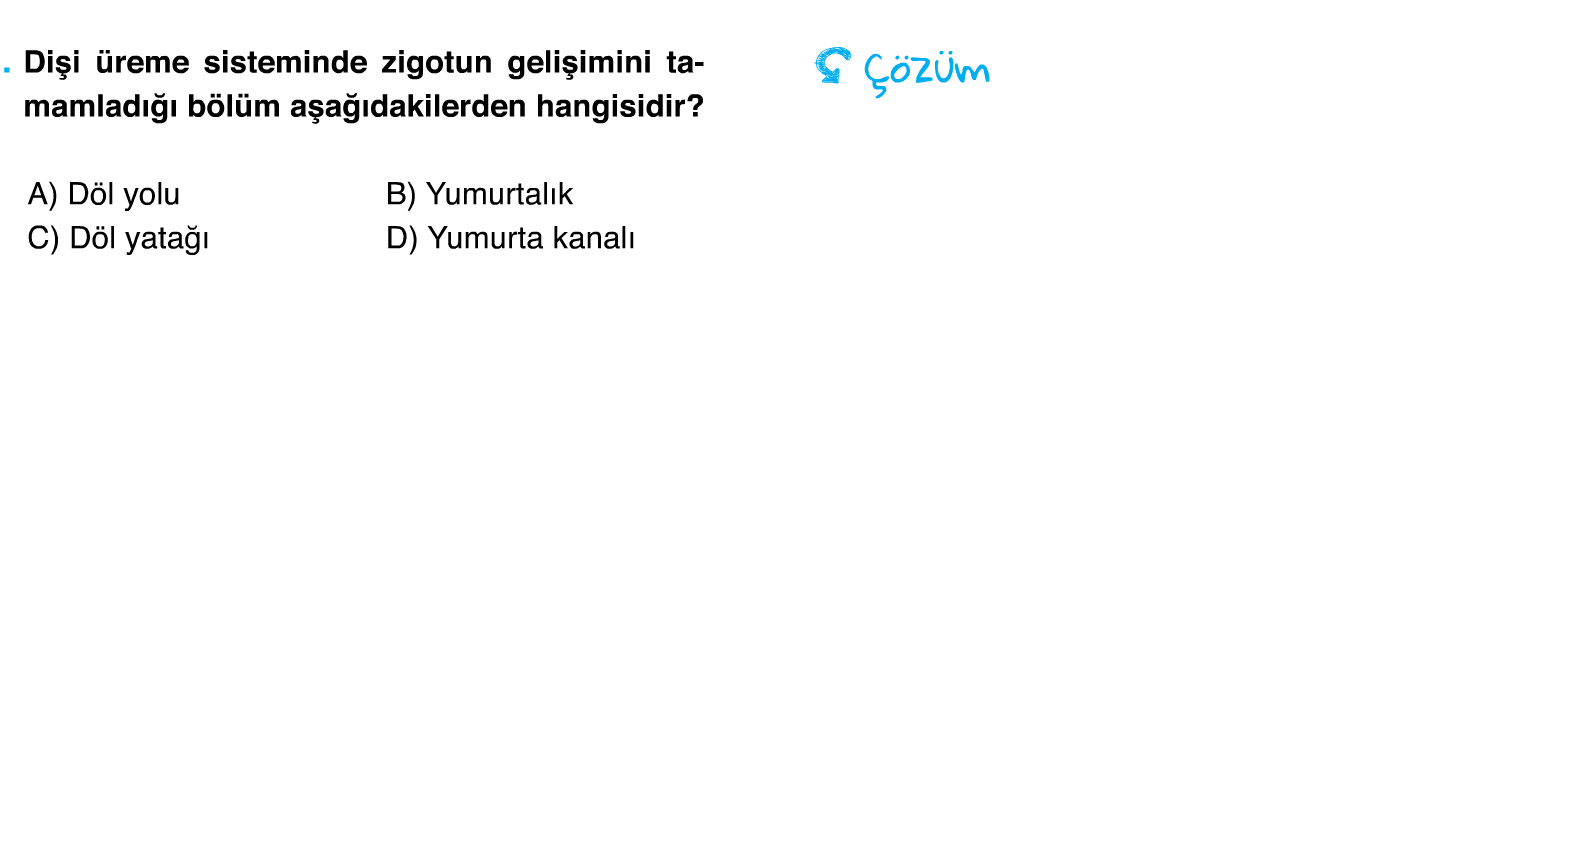 . Dişi üreme sisteminde zigotun gelişimini ta-
mamladığı bölüm aşağıdakilerden hangisidir?
A) Döl yolu B) Yumurtalık
C) Döl yatağı D) Yumurta kanalı
Çözüm